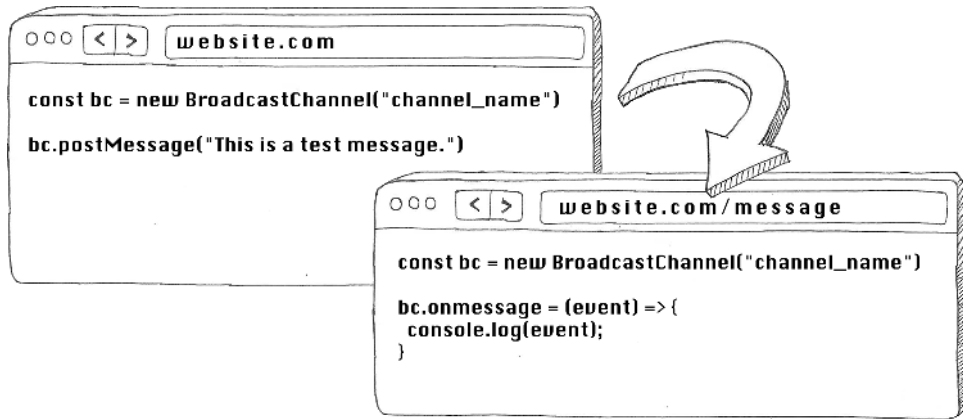 website.com
const bc = new BroadcastChannel("channel_name")
bc.postMessage("This is a test message.")
website.com/message
const bc = new BroadcastChannel("channel_name")
bc.onmessage = (event) => {
console.log(event);
}